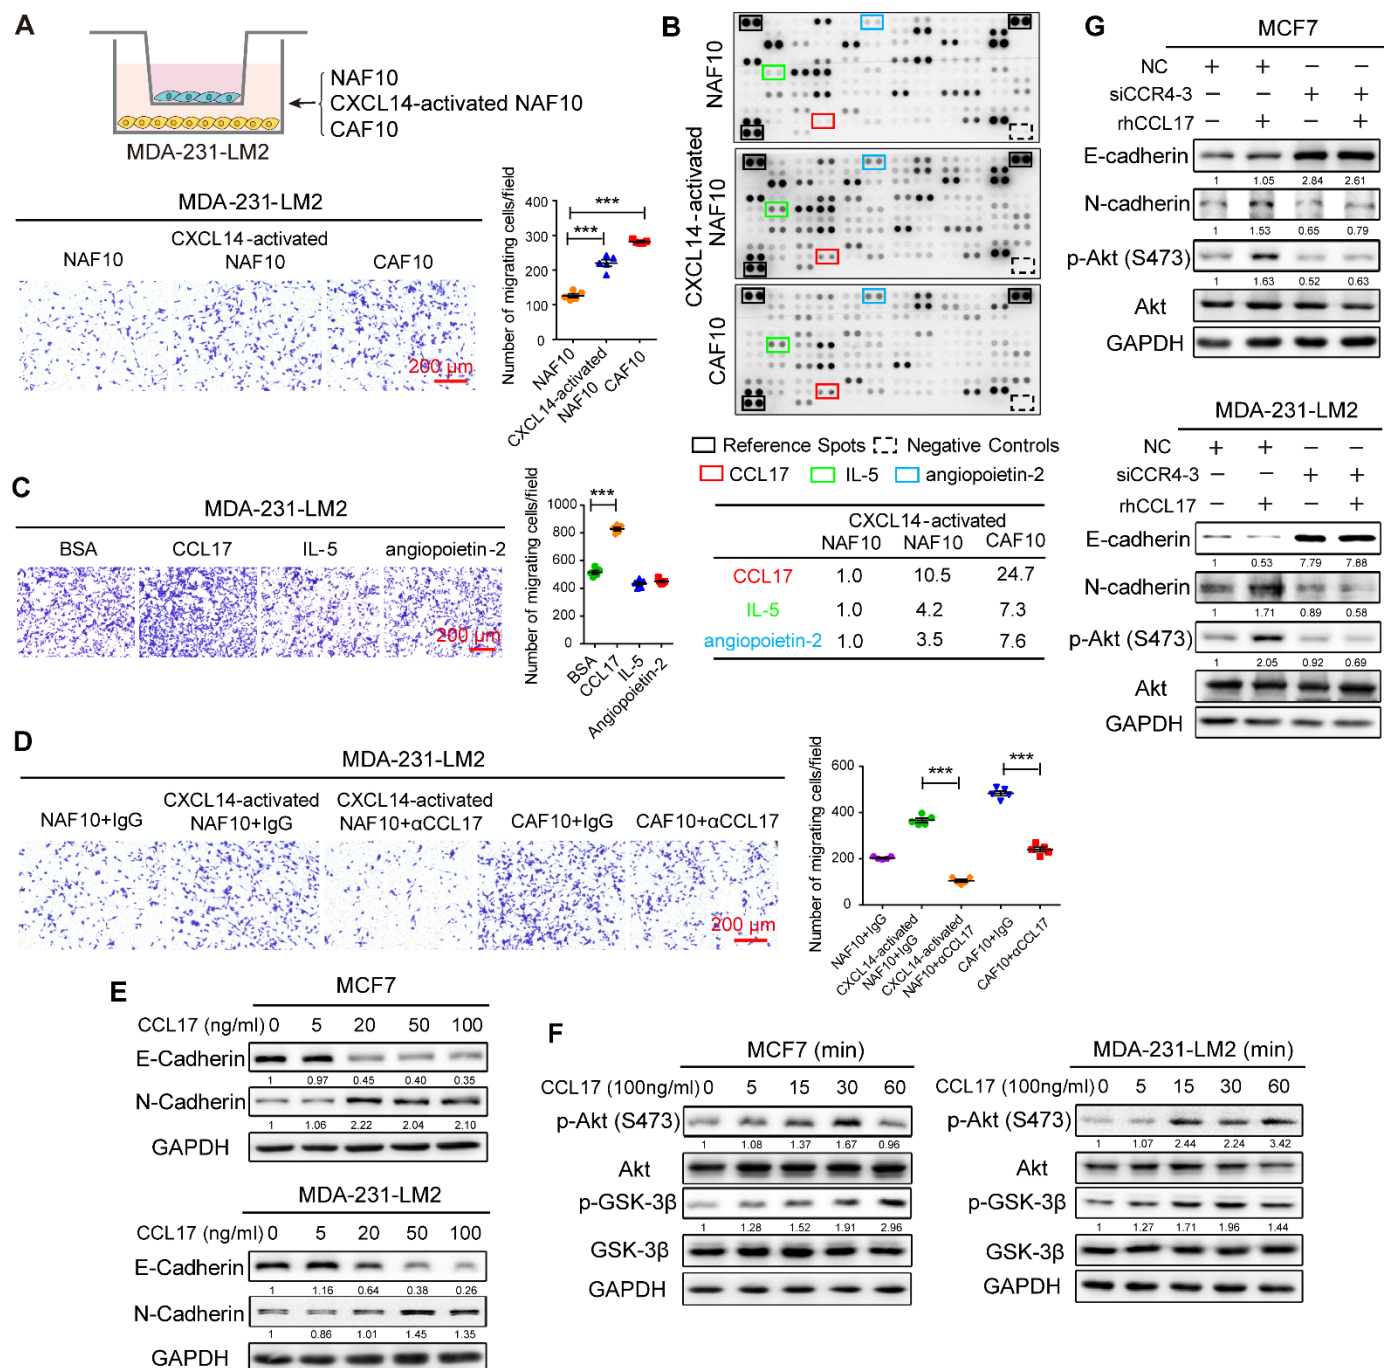 A
NAF10
CXCL14-activated NAF10
CAF10
MDA-231-LM2
MDA-231-LM2
NAF10
CXCL14-activated
NAF10
CAF10
200 μm
Number of migrating cells/field
400
300
200
100
0
***
***
NAF10
CXCL14-activated
NAF10
CAF10
B
NAF10
CXCL14-activated
NAF10
CAF10
Reference Spots
Negative Controls
CCL17
IL-5
angiopoietin-2
CXCL14-activated
NAF10 NAF10 CAF10
CCL17 1.0 10.5 24.7
IL-5 1.0 4.2 7.3
angiopoietin-2 1.0 3.5 7.6
C
MDA-231-LM2
BSA CCL17 IL-5 angiopoietin-2
200 μm
Number of migrating cells/field
1000
800
600
400
200
0
***
BSA
CCL17
IL-5
Angiopoietin-2
D
MDA-231-LM2
NAF10+IgG
CXCL14-activated
NAF10+IgG
CXCL14-activated
NAF10+αCCL17
CAF10+IgG
CAF10+αCCL17
200 μm
Number of migrating cells/field
600
400
200
0
***
***
NAF10+IgG
CXCL14-activated
NAF10+IgG
CXCL14-activated
NAF10+αCCL17
CAF10+IgG
CAF10+αCCL17
E
MCF7
CCL17 (ng/ml) 0 5 20 50 100
E-Cadherin
1 0.97 0.45 0.40 0.35
N-Cadherin
1 1.06 2.22 2.04 2.10
GAPDH
MDA-231-LM2
CCL17 (ng/ml) 0 5 20 50 100
E-Cadherin
1 1.16 0.64 0.38 0.26
N-Cadherin
1 0.86 1.01 1.45 1.35
GAPDH
F
MCF7 (min)
CCL17 (100ng/ml) 0 5 15 30 60
p-Akt (S473)
1 1.08 1.37 1.67 0.96
Akt
p-GSK-3β
1 1.28 1.52 1.91 2.96
GSK-3β
GAPDH
MDA-231-LM2 (min)
CCL17 (100ng/ml) 0 5 15 30 60
p-Akt (S473)
1 1.07 2.44 2.24 3.42
Akt
p-GSK-3β
1 1.27 1.71 1.96 1.44
GSK-3β
GAPDH
G
MCF7
NC + + − −
siCCR4-3 − − + +
rhCCL17 − + − +
E-cadherin
1 1.05 2.84 2.61
N-cadherin
1 1.53 0.65 0.79
p-Akt (S473)
1 1.63 0.52 0.63
Akt
GAPDH
MDA-231-LM2
NC + + − −
siCCR4-3 − − + +
rhCCL17 − + − +
E-cadherin
1 0.53 7.79 7.88
N-cadherin
1 1.71 0.89 0.58
p-Akt (S473)
1 2.05 0.92 0.69
Akt
GAPDH